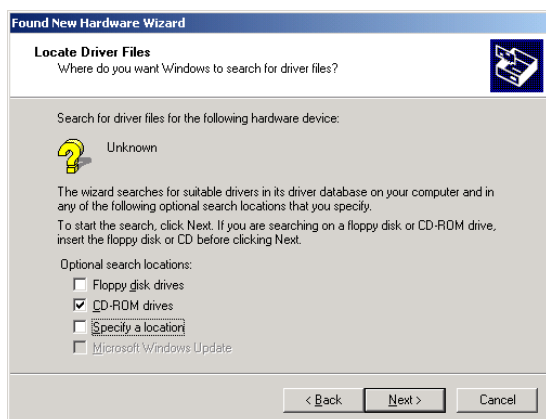 Found New Hardware Wizard
Locate Driver Files
Where do you want Windows to search for driver files?
Search for driver files for the following hardware device:
Unknown
The wizard searches for suitable drivers in its driver database on your computer and in
any of the following optional search locations that you specify.
To start the search, click Next. If you are searching on a floppy disk or CD-ROM drive,
insert the floppy disk or CD before clicking Next.
Optional search locations:
Floppy disk drives
CD-ROM drives
Specify a location
Microsoft Windows Update
< Back Next > Cancel